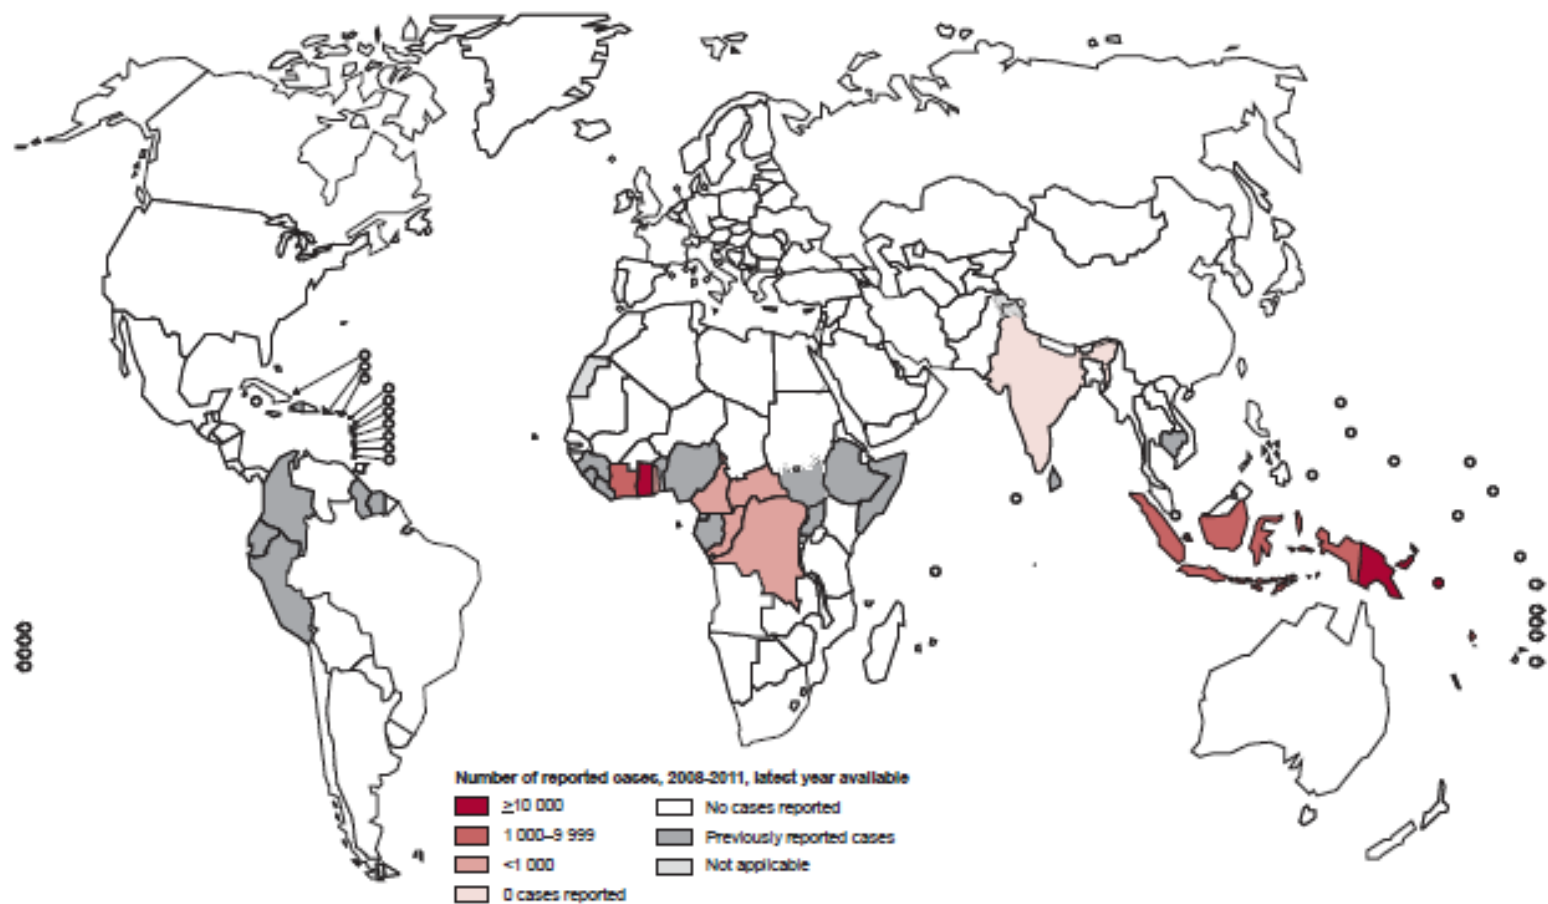 Number of reported cases, 2008-2011, latest year available
≥10 000
1 000–9 999
<1 000
0 cases reported
No cases reported
Previously reported cases
Not applicable